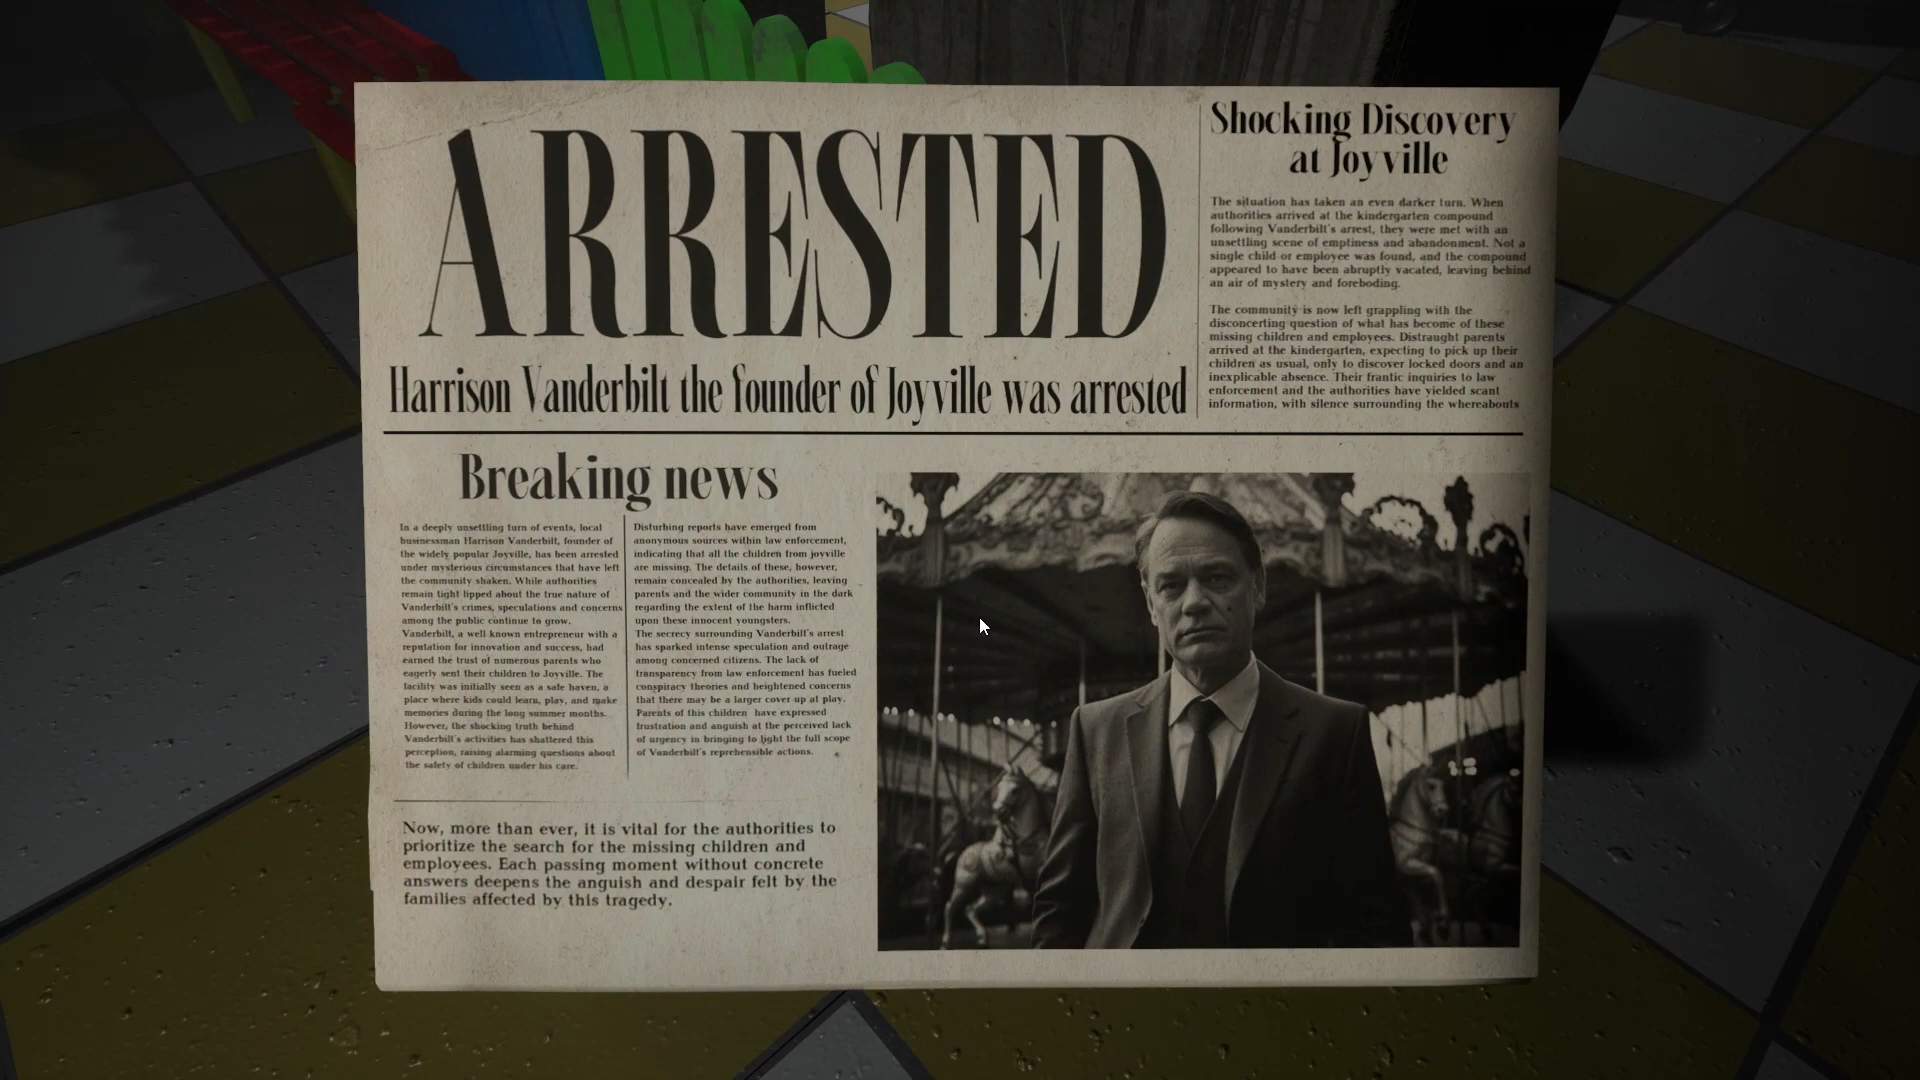 ARRESTED
Harrison Vanderbilt the founder of Joyville was arrested
Shocking Discovery
at Joyville
The situation has taken an even darker turn. When
authorities arrived at the kindergarten compound
following Vanderbilt's arrest, they were met with an
unsettling scene of emptiness and abandonment. Not a
single child or employee was found, and the compound
appeared to have been abruptly vacated, leaving behind
an air of mystery and foreboding.
The community is now left grappling with the
disconcerting question of what has become of these
missing children and employees. Distraught parents
arrived at the kindergarten, expecting to pick up their
children as usual, only to discover locked doors and an
inexplicable absence. Their frantic inquiries to law
enforcement and the authorities have yielded scant
information, with silence surrounding the whereabouts
Breaking news
In a deeply unsettling turn of events, local
businessman Harrison Vanderbilt, founder of
the widely popular Joyville, has been arrested
under mysterious circumstances that have left
the community shaken. While authorities
remain tight lipped about the true nature of
Vanderbilt's crimes, speculations and concerns
among the public continue to grow.
Vanderbilt, a well known entrepreneur with a
reputation for innovation and success, had
earned the trust of numerous parents who
eagerly sent their children to Joyville. The
facility was initially seen as a safe haven, a
place where kids could learn, play, and make
memories during the long summer months.
However, the shocking truth behind
Vanderbilt's activities has shattered this
perception, raising alarming questions about
the safety of children under his care.
Disturbing reports have emerged from
anonymous sources within law enforcement,
indicating that all the children from joyville
are missing. The details of these, however,
remain concealed by the authorities, leaving
parents and the wider community in the dark
regarding the extent of the harm inflicted
upon these innocent youngsters.
The secrecy surrounding Vanderbilt's arrest
has sparked intense speculation and outrage
among concerned citizens. The lack of
transparency from law enforcement has fueled
conspiracy theories and heightened concerns
that there may be a larger cover up at play.
Parents of this children have expressed
frustration and anguish at the perceived lack
of urgency in bringing to light the full scope
of Vanderbilt's reprehensible actions.
Now, more than ever, it is vital for the authorities to
prioritize the search for the missing children and
employees. Each passing moment without concrete
answers deepens the anguish and despair felt by the
families affected by this tragedy.